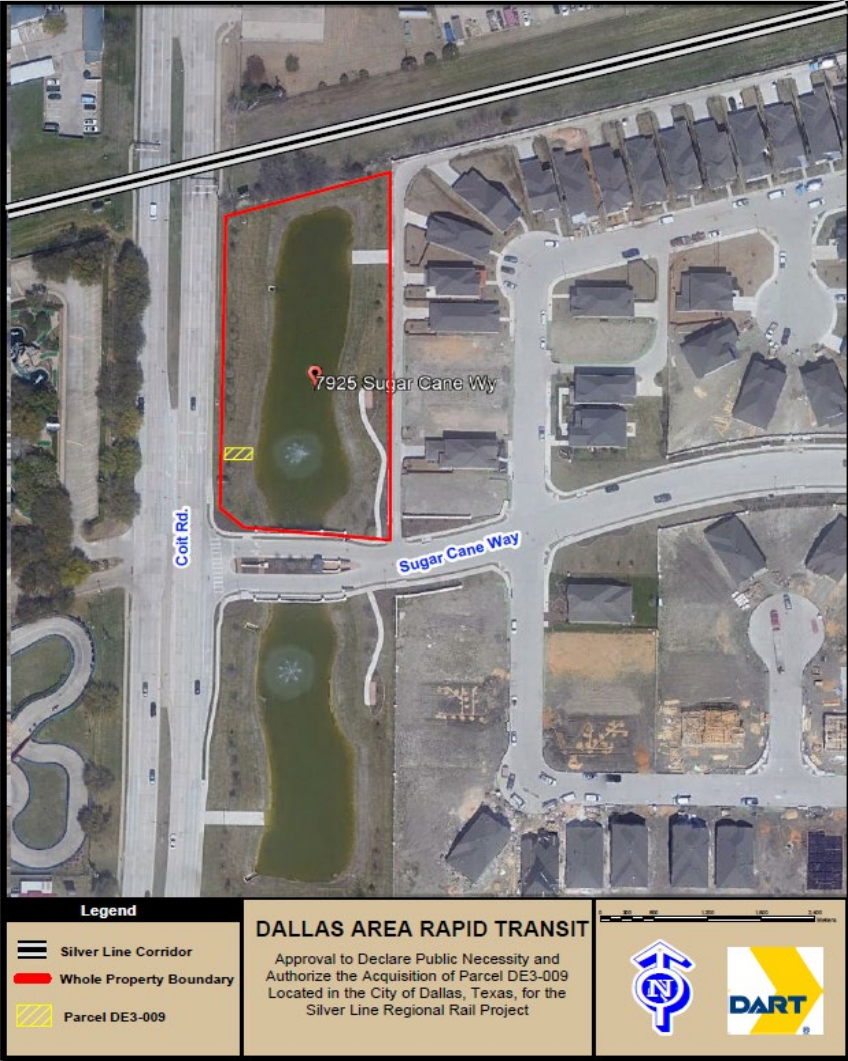 7925 Sugar Cane Wy
Coit Rd.
Sugar Cane Way
Legend
Silver Line Corridor
Whole Property Boundary
Parcel DE3-009
DALLAS AREA RAPID TRANSIT
Approval to Declare Public Necessity and
Authorize the Acquisition of Parcel DE3-009
Located in the City of Dallas, Texas, for the
Silver Line Regional Rail Project
N
DART
®